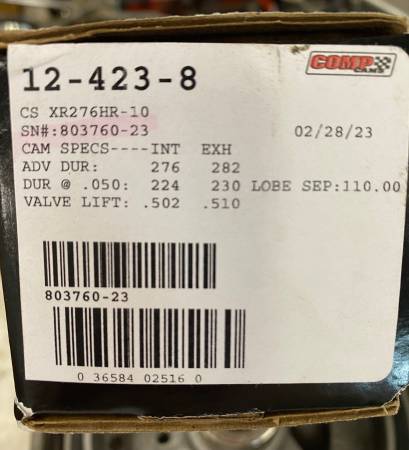 COMP
CAMS
12-423-8
CS XR276HR-10
SN#:803760-23 02/28/23
CAM SPECS----INT EXH
ADV DUR: 276 282
DUR @ .050: 224 230 LOBE SEP:110.00
VALVE LIFT: .502 .510
803760-23
0 36584 02516 0